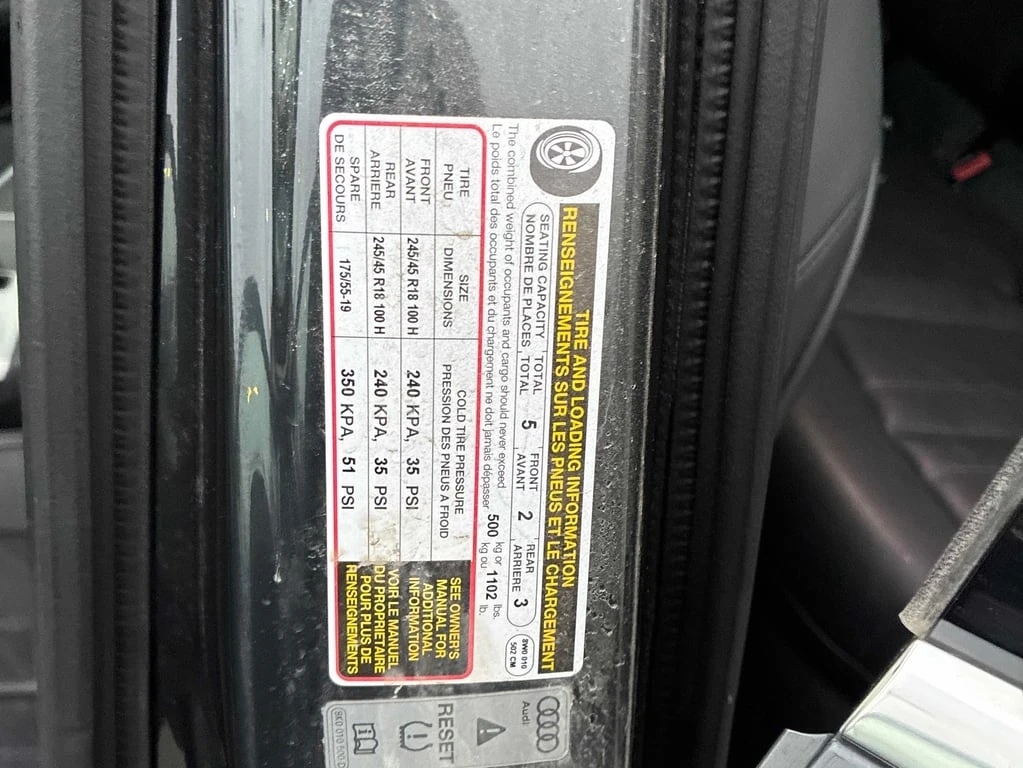 TIRE AND LOADING INFORMATION
RENSEIGNEMENTS SUR LES PNEUS ET LE CHARGEMENT
SEATING CAPACITY TOTAL 5 FRONT 2 REAR 3
NOMBRE DE PLACES TOTAL AVANT ARRIERE
8W0 010
502 CM
The combined weight of occupants and cargo should never exceed 500 kg or 1102 lbs.
Le poids total des occupants et du chargement ne doit jamais dépasser kg ou lb.
TIRE SIZE COLD TIRE PRESSURE
PNEU DIMENSIONS PRESSION DES PNEUS A FROID
FRONT 245/45 R18 100 H 240 KPA, 35 PSI
AVANT
REAR 245/45 R18 100 H 240 KPA, 35 PSI
ARRIERE
SPARE 175/55-19 350 KPA, 51 PSI
DE SECOURS
SEE OWNER'S
MANUAL FOR
ADDITIONAL
INFORMATION
VOIR LE MANUEL
DU PROPRIETAIRE
POUR PLUS DE
RENSEIGNEMENTS
Audi
RESET
8K0 010 500 D